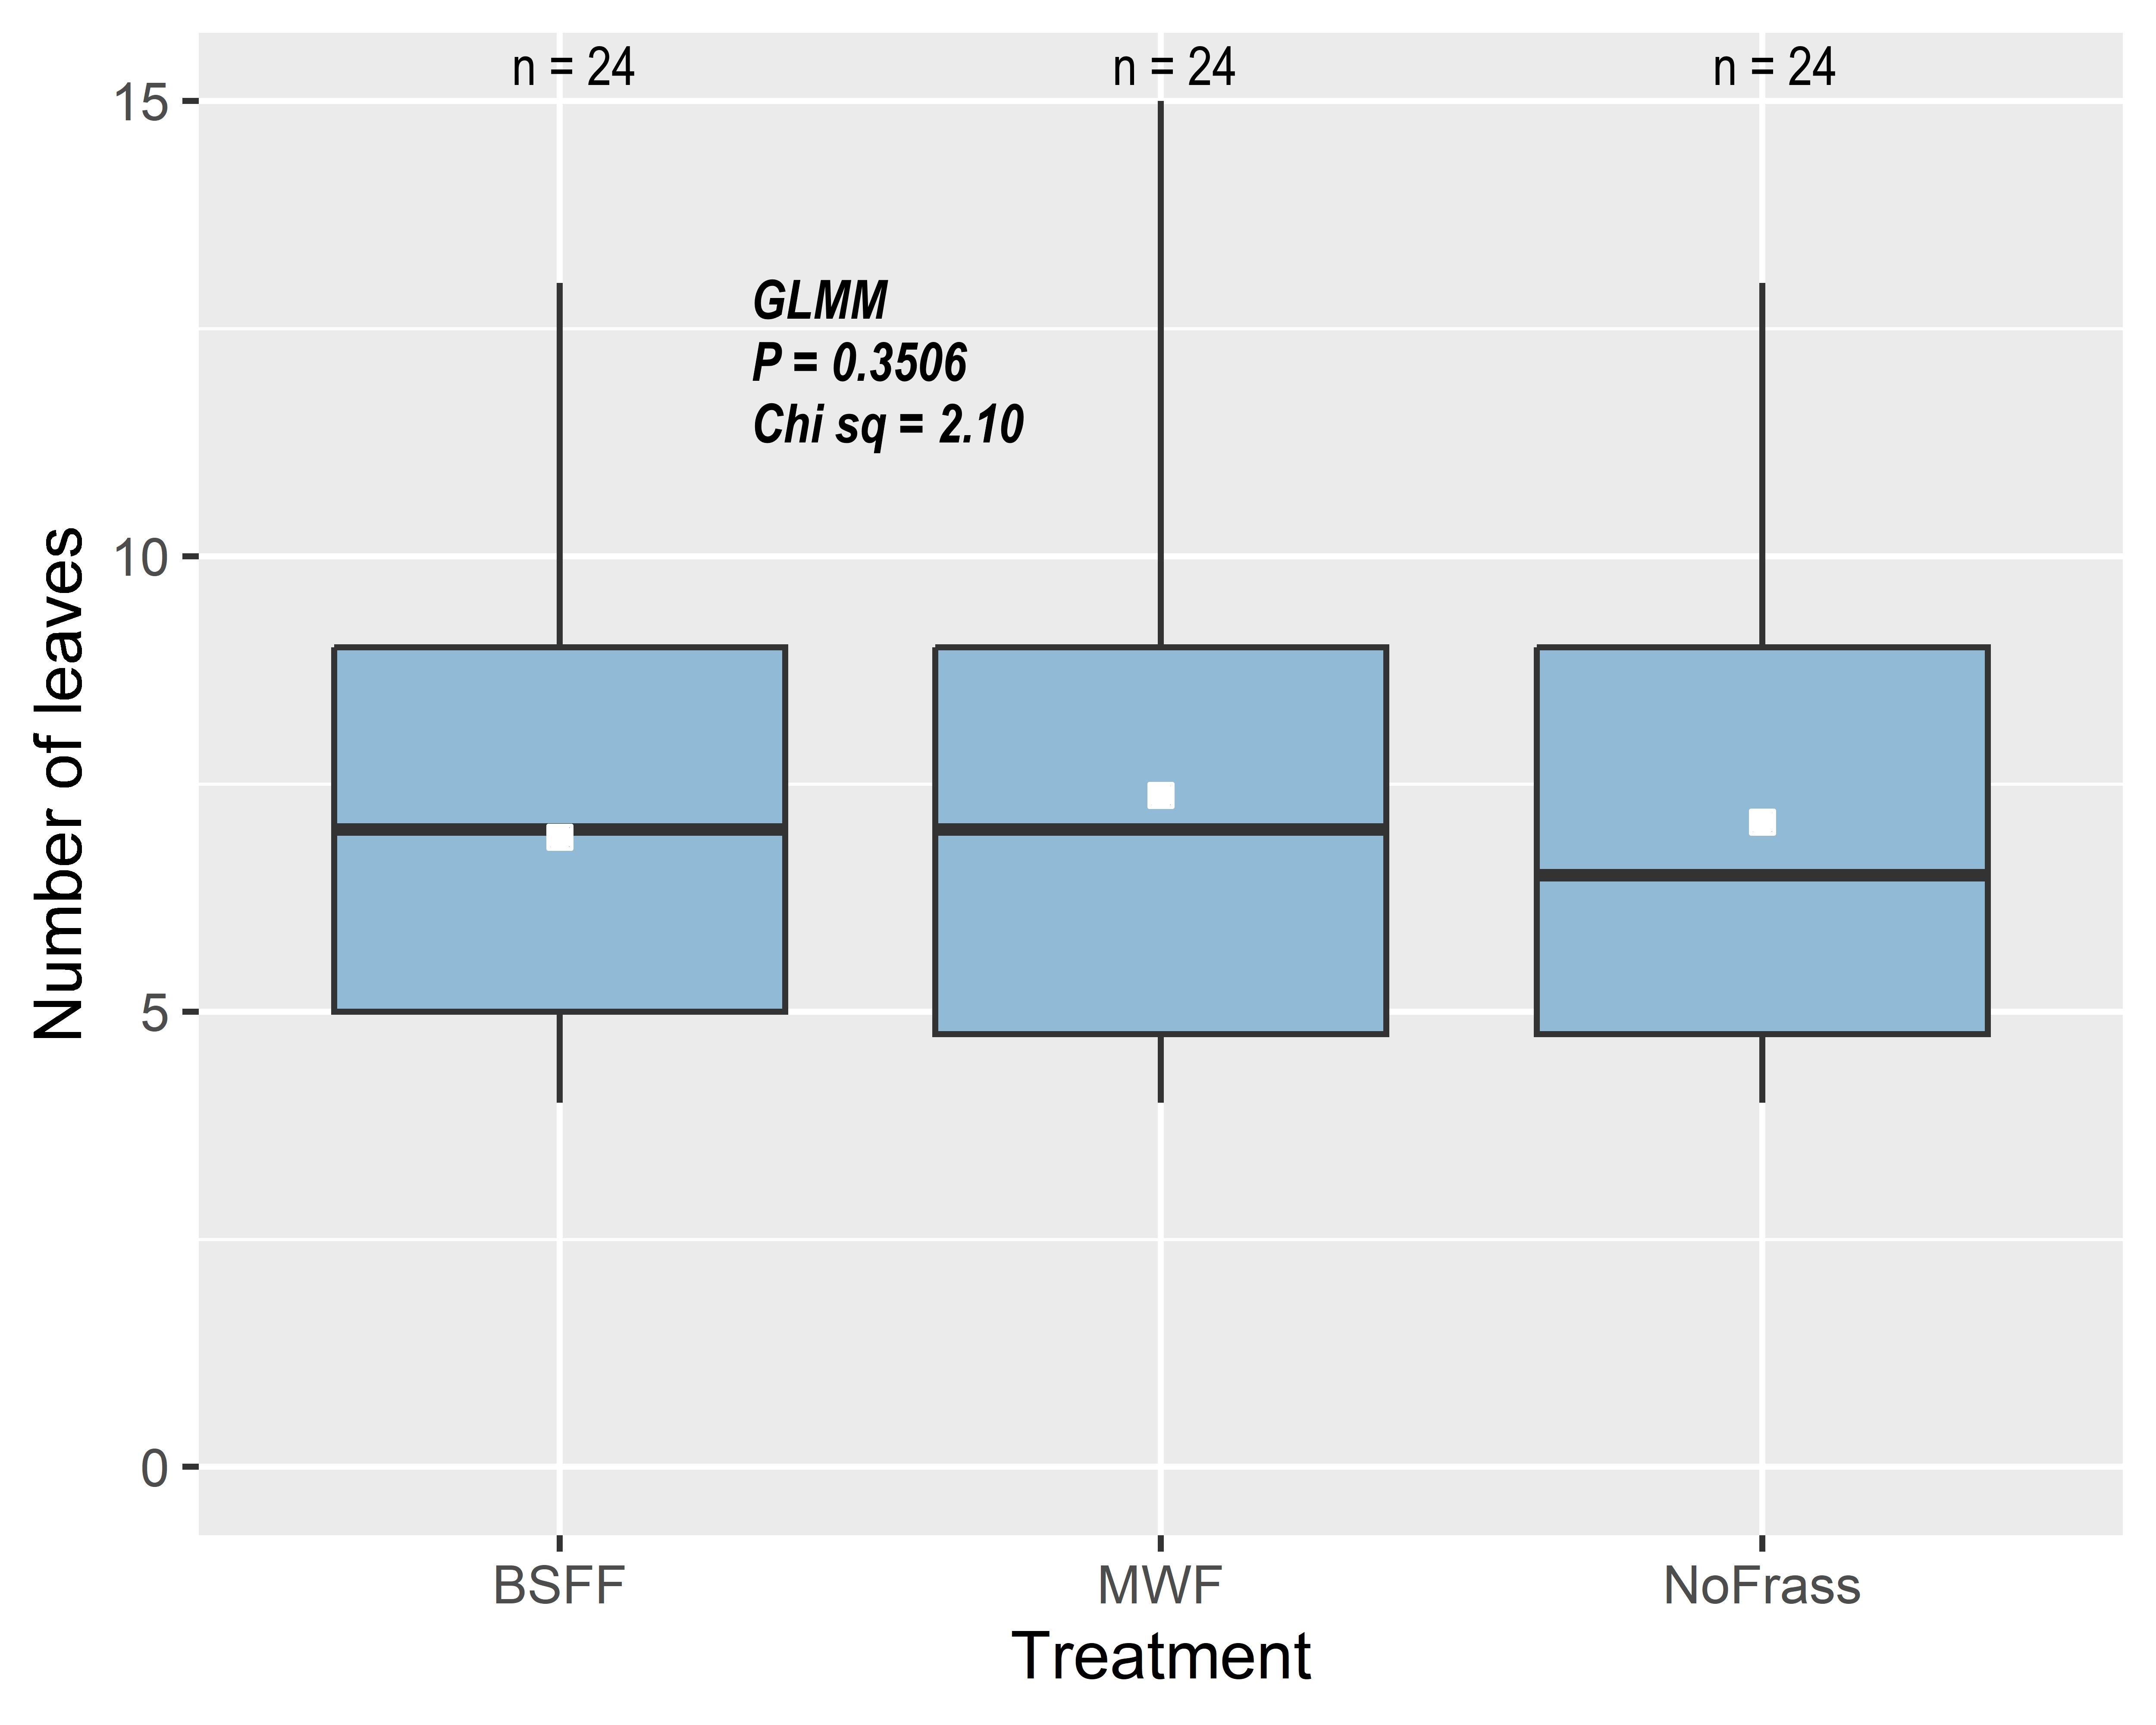 n = 24
n = 24
n = 24
15
10
5
0
GLMM
P = 0.3506
Chi sq = 2.10
Number of leaves
BSFF
MWF
NoFrass
Treatment